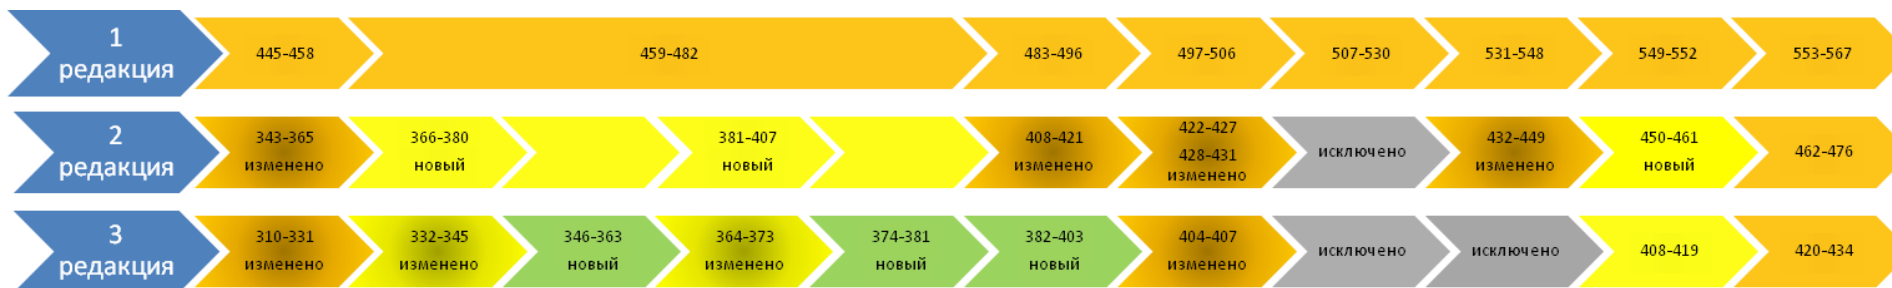 1
редакция
445-458
459-482
483-496
497-506
507-530
531-548
549-552
553-567
2
редакция
343-365
изменено
366-380
новый
381-407
новый
408-421
изменено
422-427
428-431
изменено
исключено
432-449
изменено
450-461
новый
462-476
3
редакция
310-331
изменено
332-345
изменено
346-363
новый
364-373
изменено
374-381
новый
382-403
новый
404-407
изменено
исключено
исключено
408-419
420-434